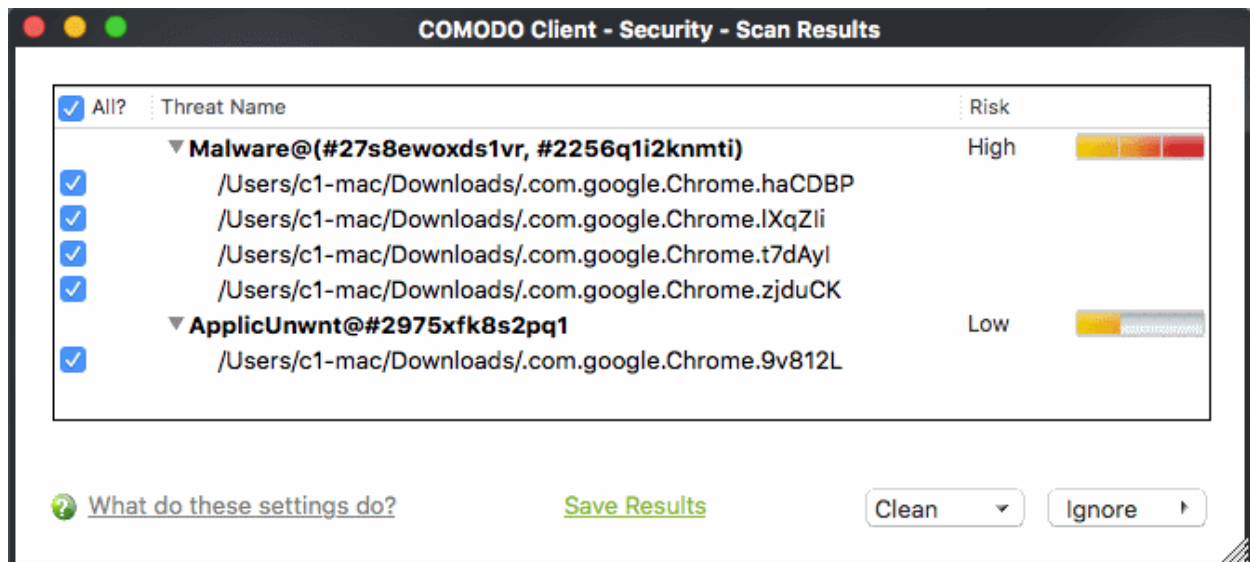 COMODO Client - Security - Scan Results
All? Threat Name Risk
Malware@(#27s8ewoxds1vr, #2256q1i2knmti) High
/Users/c1-mac/Downloads/.com.google.Chrome.haCDBP
/Users/c1-mac/Downloads/.com.google.Chrome.lXqZli
/Users/c1-mac/Downloads/.com.google.Chrome.t7dAyl
/Users/c1-mac/Downloads/.com.google.Chrome.zjduCK
ApplicUnwnt@#2975xfk8s2pq1 Low
/Users/c1-mac/Downloads/.com.google.Chrome.9v812L
What do these settings do? Save Results Clean Ignore